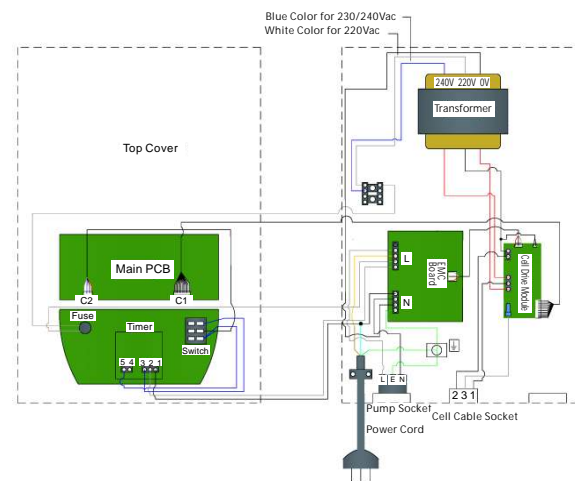 Blue Color for 230/240Vac
White Color for 220Vac
240V 220V 0V
Transformer
Top Cover
Main PCB
C2
C1
Fuse
Timer
Switch
5 4
3 2 1
L
N
EMC
Board
Cell Drive Module
L E N
Pump Socket
Power Cord
2 3 1
Cell Cable Socket